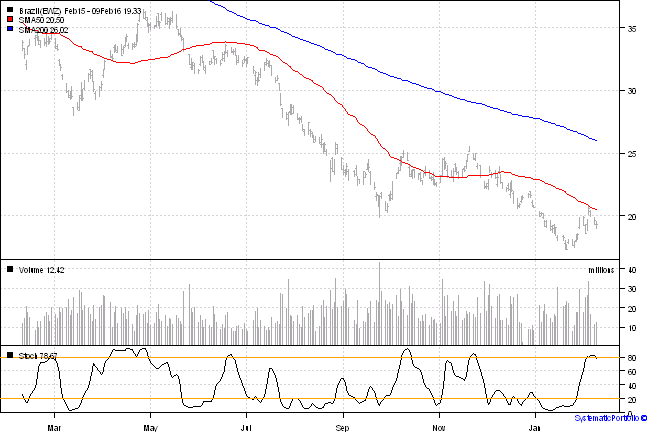 Brazil(EWZ) Feb15 - 09Feb16 19.33
SMA50 20.50
SMA200 26.02
35
30
25
20
Volume 12.42
millions
40
30
20
10
Stoch 78.67
80
60
40
20
0
Mar May Jul Sep Nov Jan
SystematicPortfolio ©